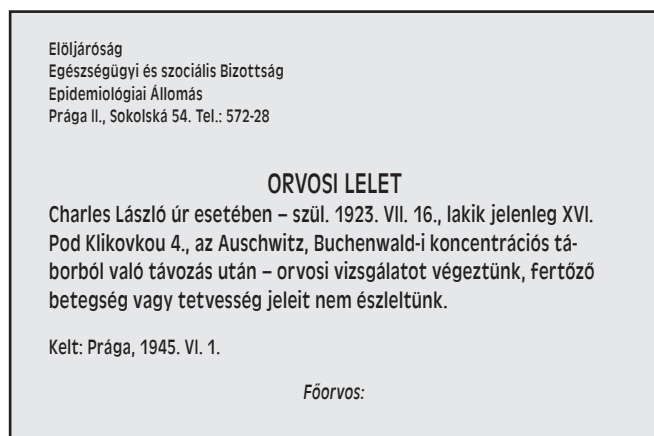 Elöljáróság
Egészségügyi és szociális Bizottság
Epidemiológiai Állomás
Prága II., Sokolská 54. Tel.: 572-28
ORVOSI LELET
Charles László úr esetében – szül. 1923. VII. 16., lakik jelenleg XVI.
Pod Klikovkou 4., az Auschwitz, Buchenwald-i koncentrációs tá-
borból való távozás után – orvosi vizsgálatot végeztünk, fertőző
betegség vagy tetvesség jeleit nem észleltünk.
Kelt: Prága, 1945. VI. 1.
Főorvos: